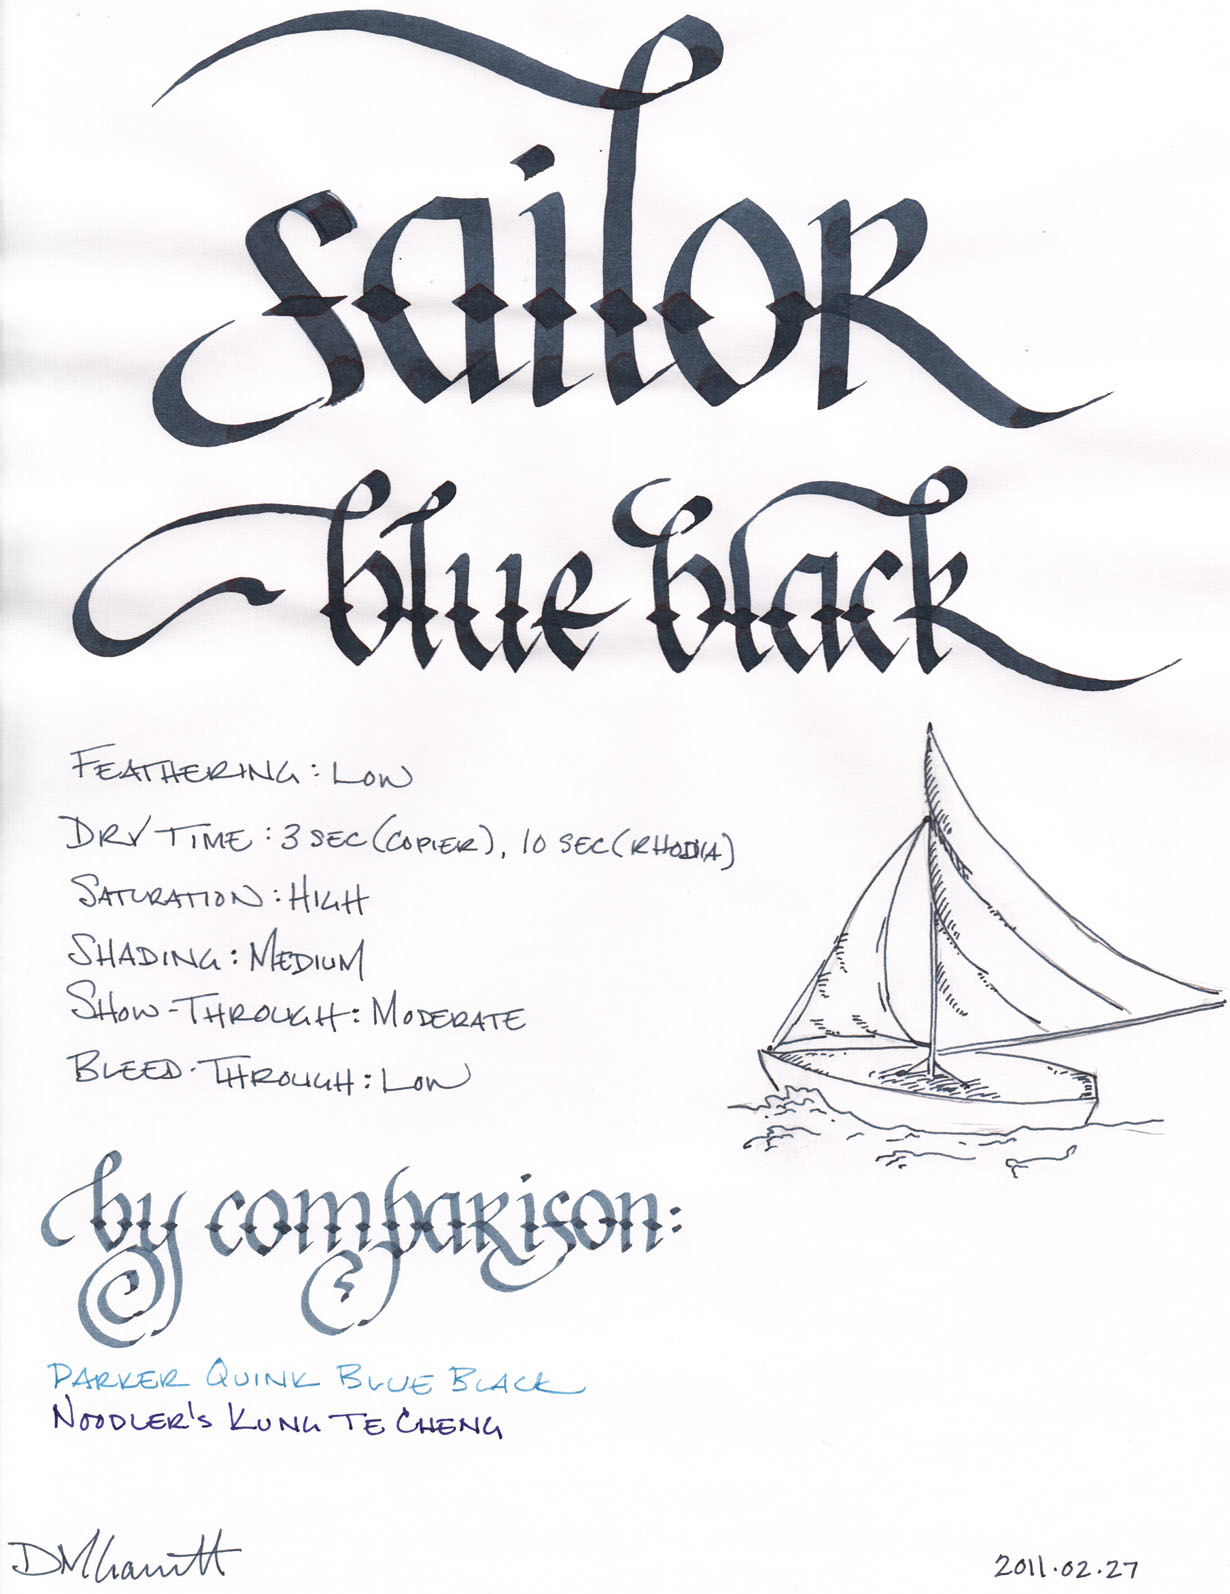 sailor
blue black
FEATHERING: LOW
DRY TIME: 3 SEC (COPIER), 10 SEC (RHODIA)
SATURATION: HIGH
SHADING: MEDIUM
SHOW-THROUGH: MODERATE
BLEED-THROUGH: LOW
by comparison:
PARKER QUINK BLUE BLACK
NOODLER'S KUNG TE CHENG
2011.02.27